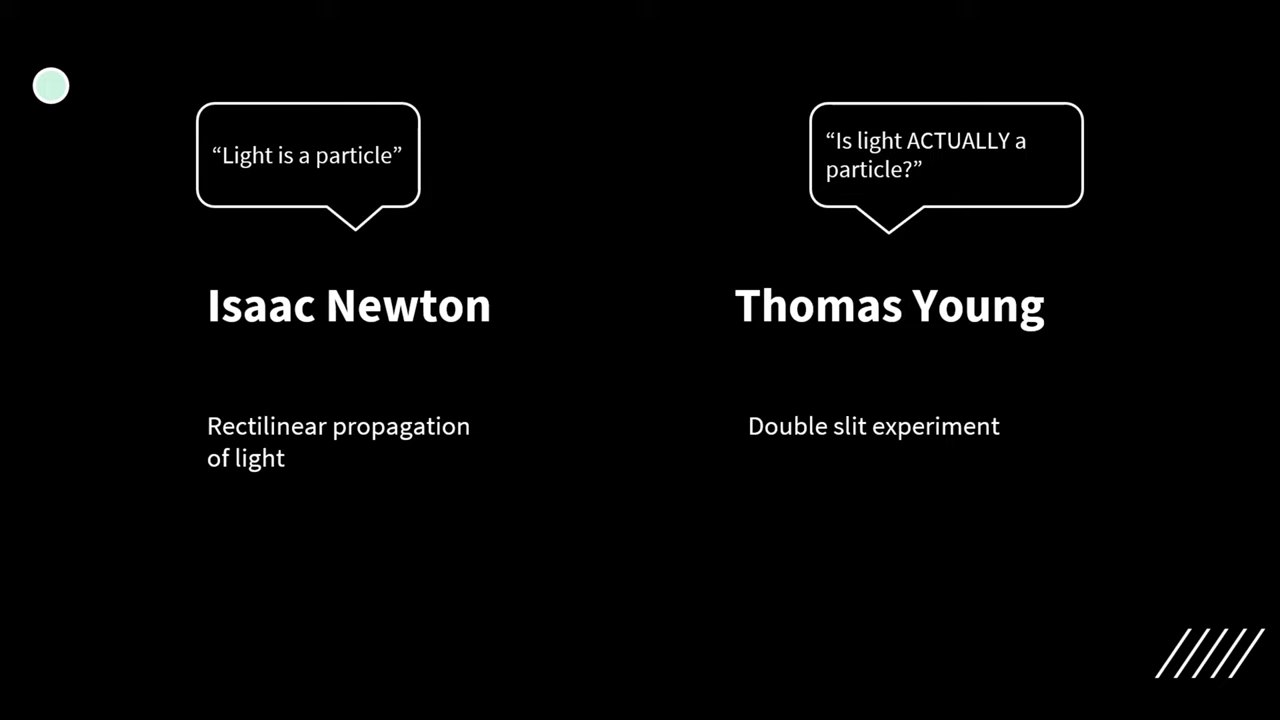 “Light is a particle”
“Is light ACTUALLY a
particle?”
Isaac Newton
Thomas Young
Rectilinear propagation
of light
Double slit experiment